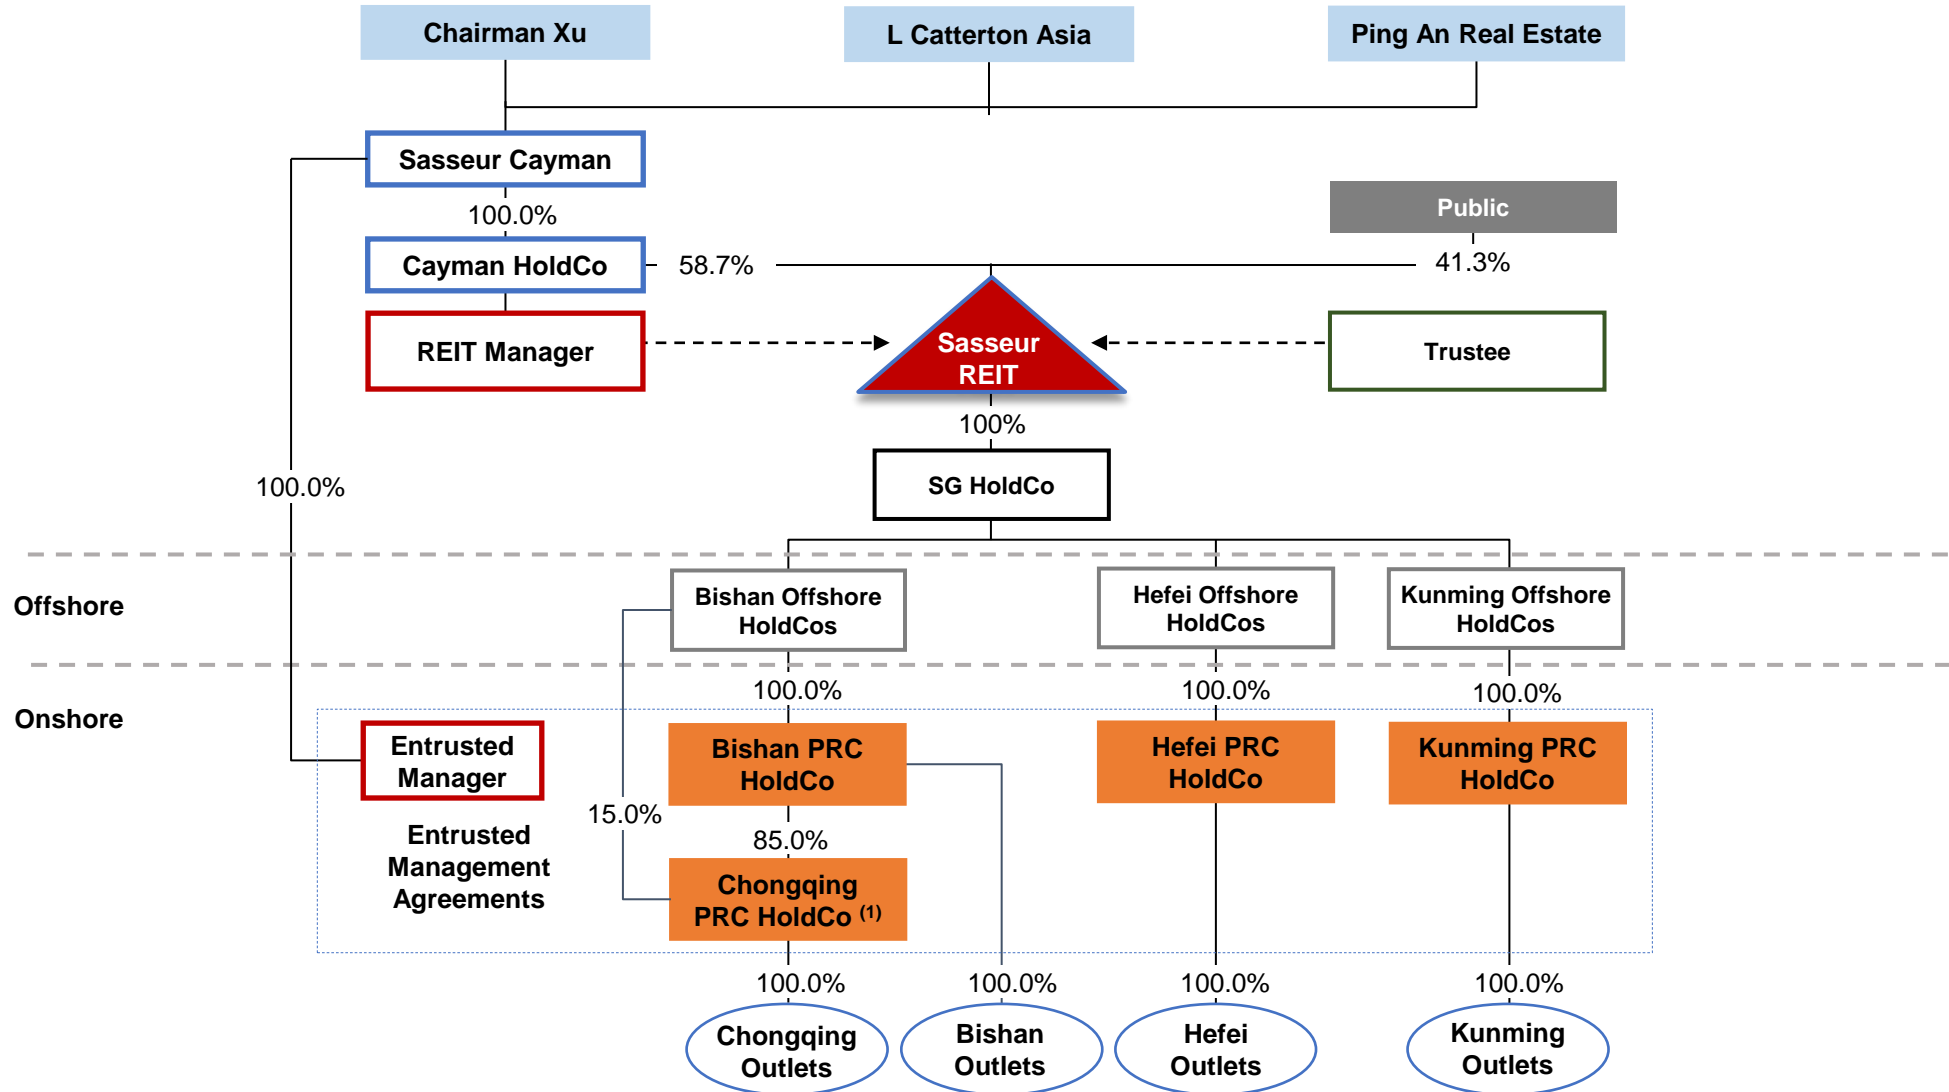 Chairman Xu
L Catterton Asia
Ping An Real Estate
Sasseur Cayman
100.0%
Public
Cayman HoldCo
58.7%
41.3%
REIT Manager
Sasseur
REIT
Trustee
100%
SG HoldCo
100.0%
Offshore
Bishan Offshore
HoldCos
Hefei Offshore
HoldCos
Kunming Offshore
HoldCos
100.0%
100.0%
100.0%
Onshore
Entrusted
Manager
Bishan PRC
HoldCo
Hefei PRC
HoldCo
Kunming PRC
HoldCo
15.0%
85.0%
Entrusted
Management
Agreements
Chongqing
PRC HoldCo (1)
100.0%
100.0%
100.0%
100.0%
Chongqing
Outlets
Bishan
Outlets
Hefei
Outlets
Kunming
Outlets